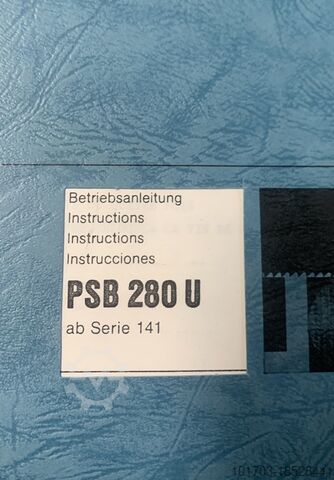 Betriebsanleitung
Instructions
Instructions
Instrucciones
PSB 280 U
ab Serie 141